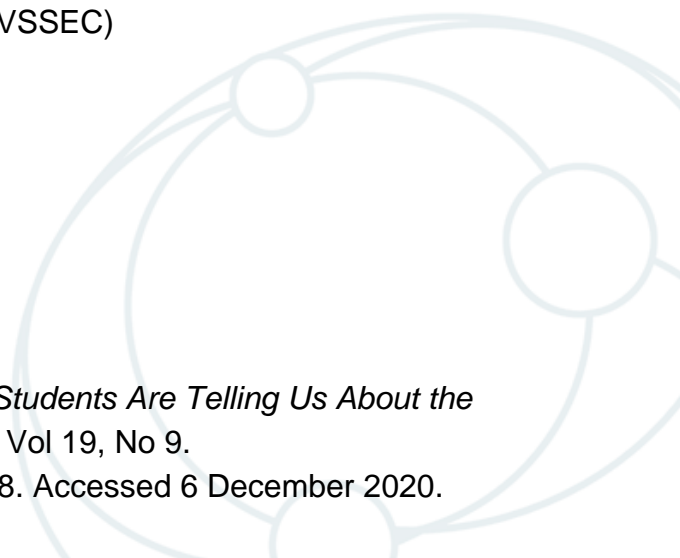 VSSEC)
Students Are Telling Us About the
Vol 19, No 9.
8. Accessed 6 December 2020.